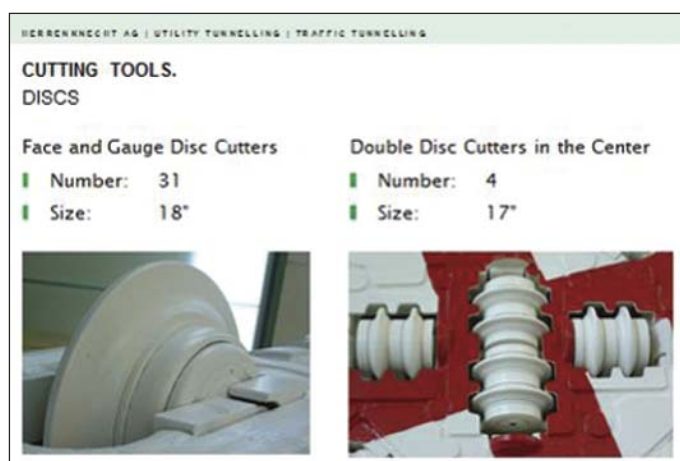 HERRENKNECHT AG | UTILITY TUNNELLING | TRAFFIC TUNNELLING
CUTTING TOOLS.
DISCS
Face and Gauge Disc Cutters
Number: 31
Size: 18"
Double Disc Cutters in the Center
Number: 4
Size: 17"